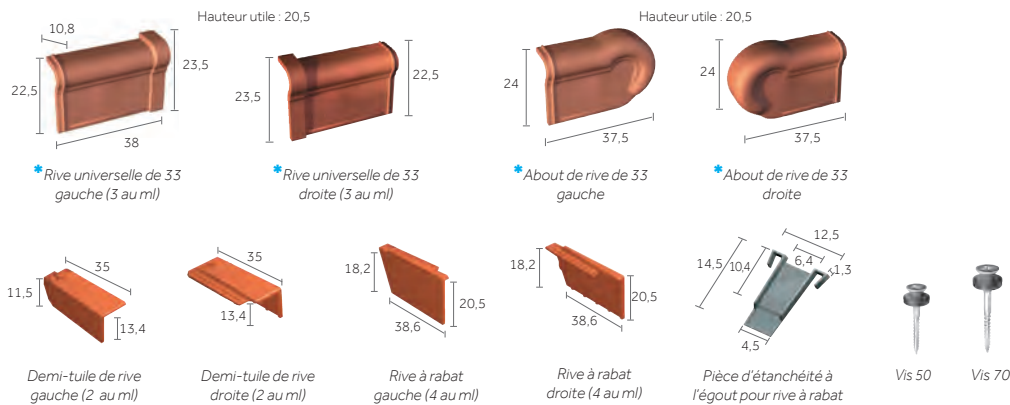 Hauteur utile : 20,5
Hauteur utile : 20,5
10,8
22,5
23,5
38
23,5
22,5
24
37,5
24
37,5
*Rive universelle de 33
gauche (3 au ml)
*Rive universelle de 33
droite (3 au ml)
*About de rive de 33
gauche
*About de rive de 33
droite
35
11,5
13,4
35
13,4
18,2
20,5
38,6
18,2
20,5
38,6
12,5
14,5
10,4
6,4
1,3
4,5
Demi-tuile de rive
gauche (2 au ml)
Demi-tuile de rive
droite (2 au ml)
Rive à rabat
gauche (4 au ml)
Rive à rabat
droite (4 au ml)
Pièce d'étanchéité à
l'égout pour rive à rabat
Vis 50
Vis 70